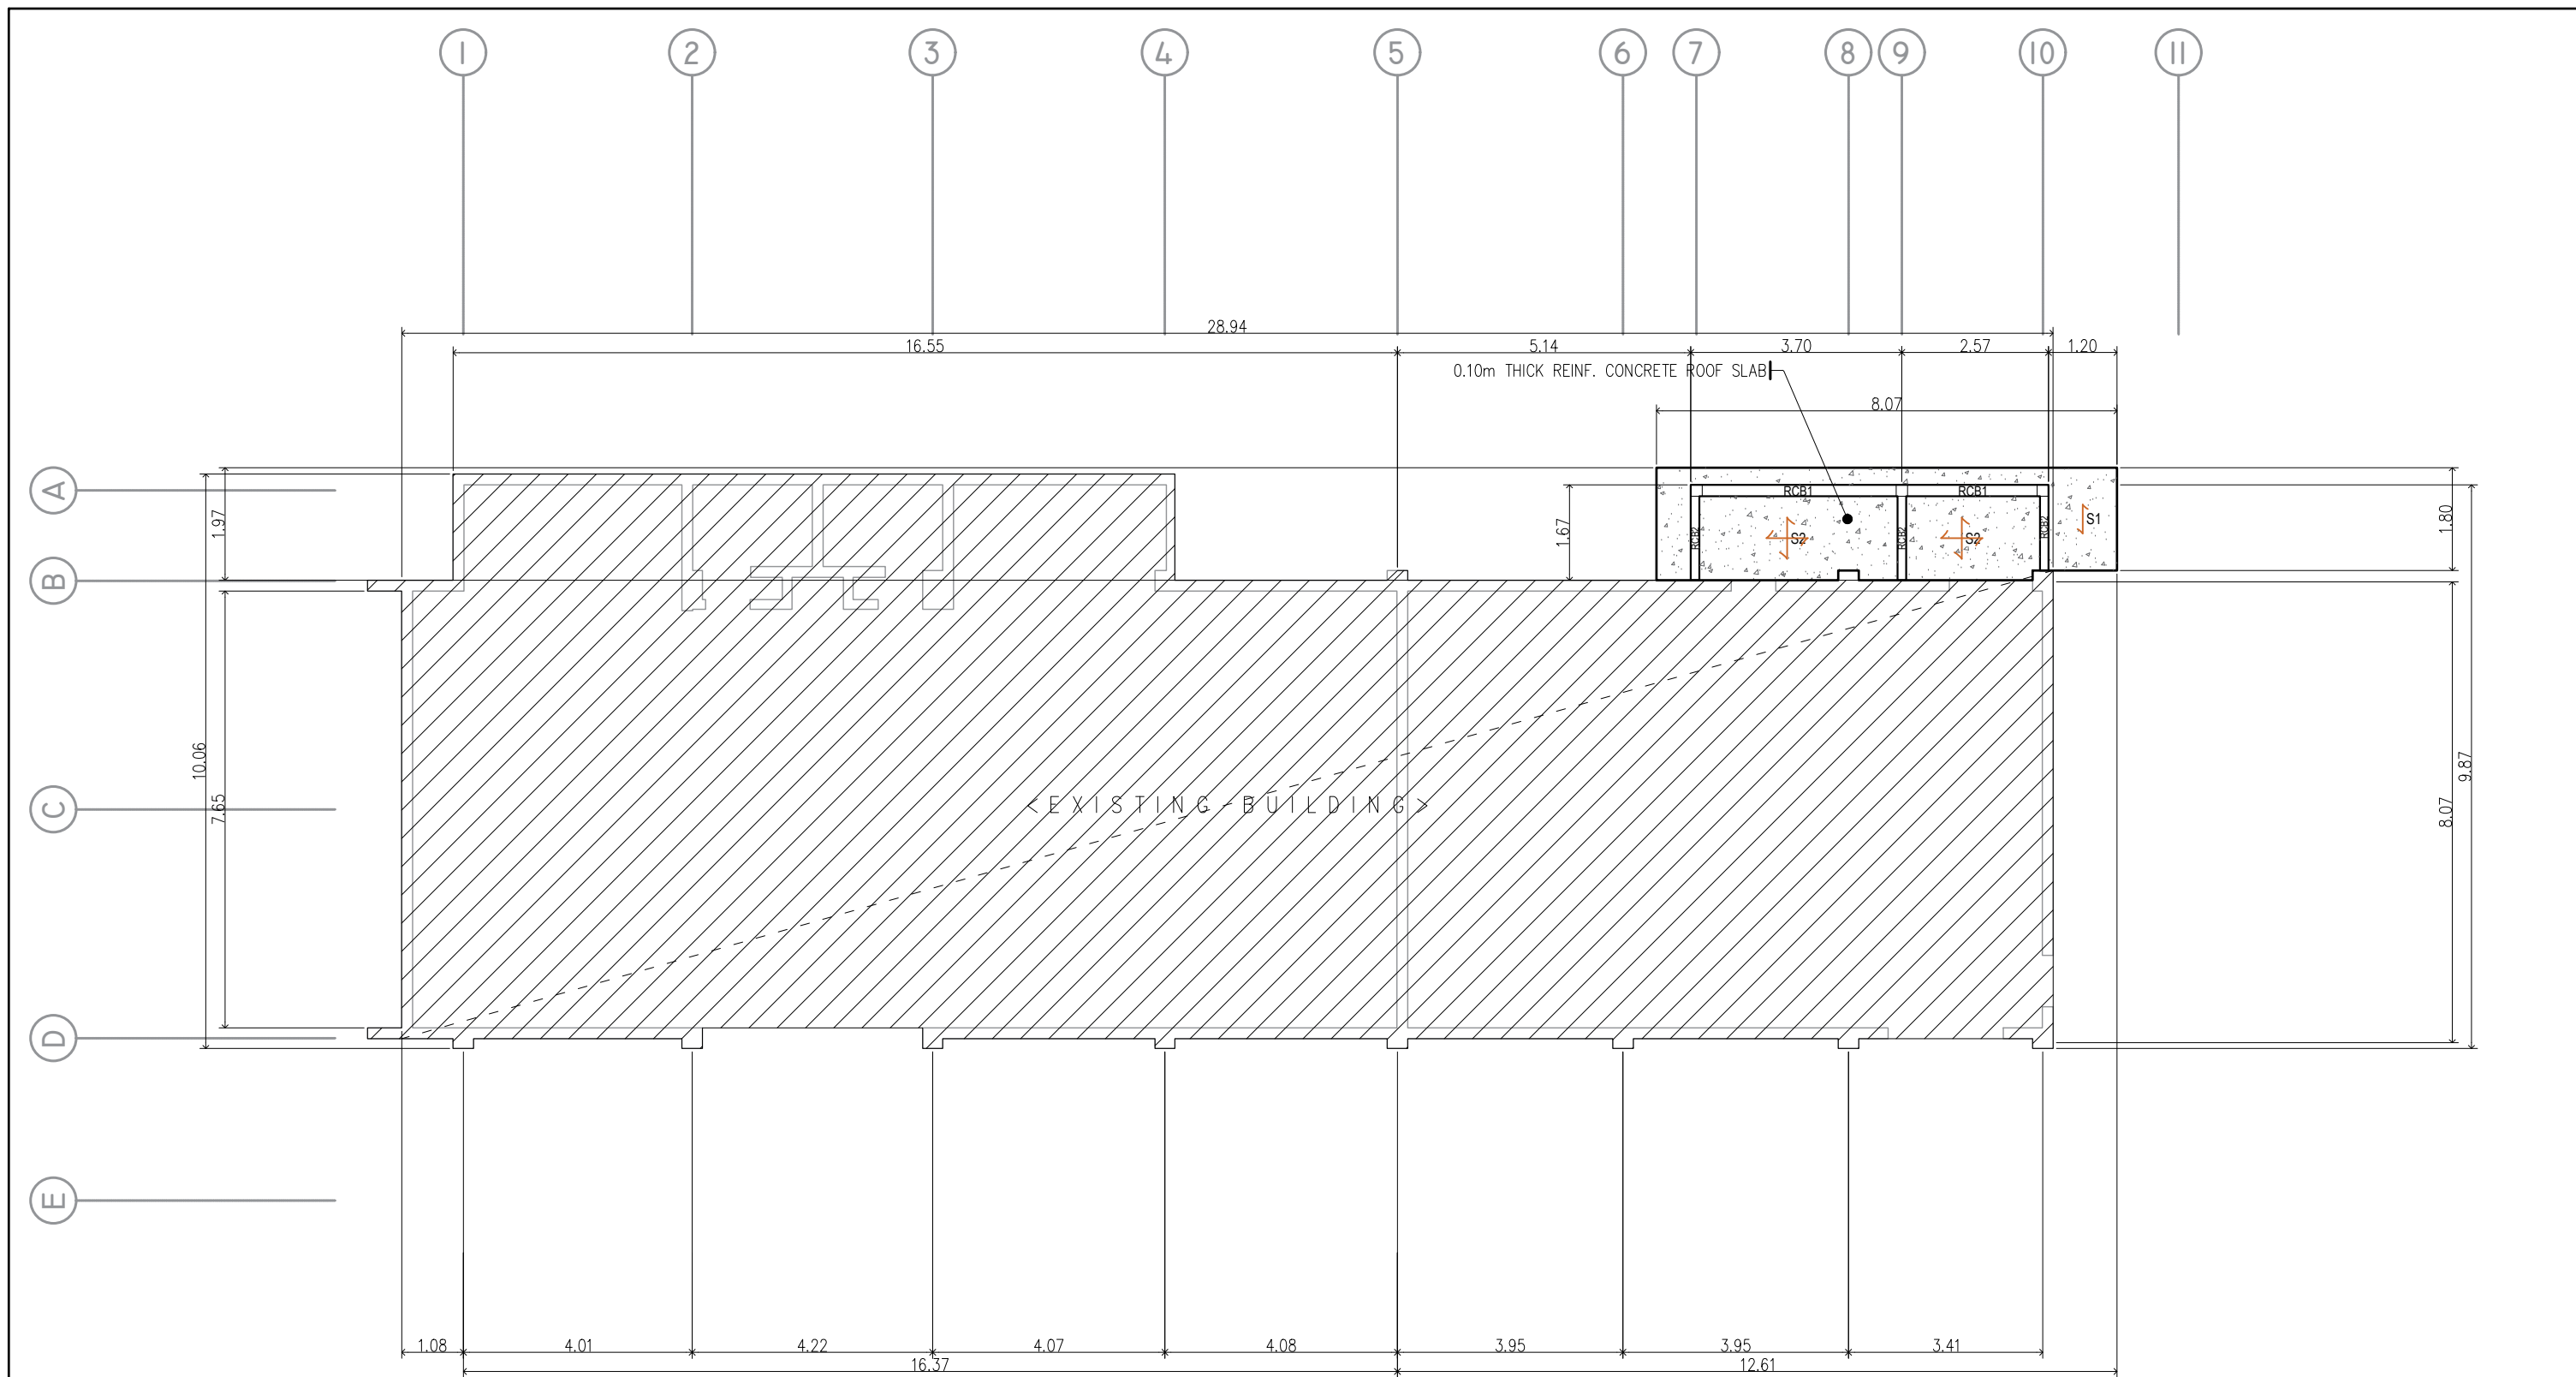 1 2 3 4 5 6 7 8 9 10 11
28.94
16.55 5.14 3.70 2.57 1.20
0.10m THICK REINF. CONCRETE ROOF SLAB
8.07
A
RCB1 RCB1
1.97 1.67 RCB2 S2 RCB2 S2 RCB2 S1 1.80
B
10.06 7.65
C
<EXISTING-BUILDING>
8.07 9.87
D
E
1.08 4.01 4.22 4.07 4.08 3.95 3.95 3.41
16.37 12.61